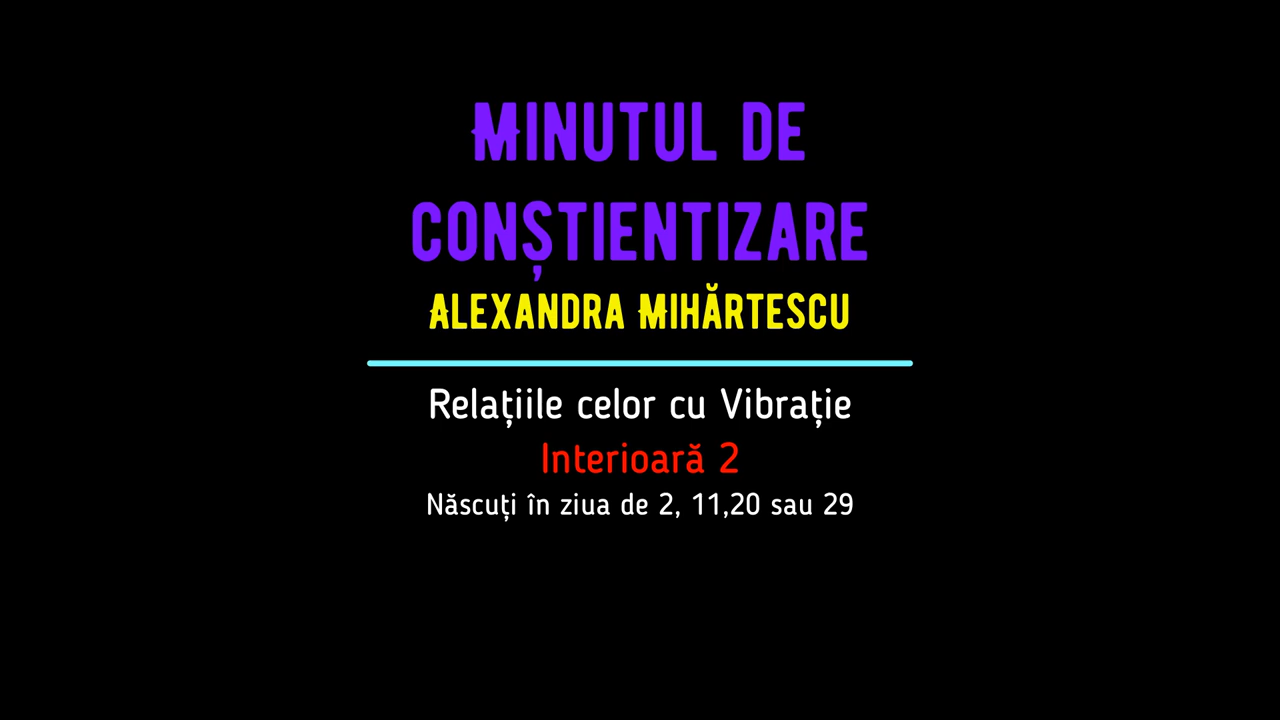 MINUTUL DE
CONȘTIENTIZARE
ALEXANDRA MIHĂRTESCU
Relațiile celor cu Vibrație
Interioară 2
Născuți în ziua de 2, 11,20 sau 29